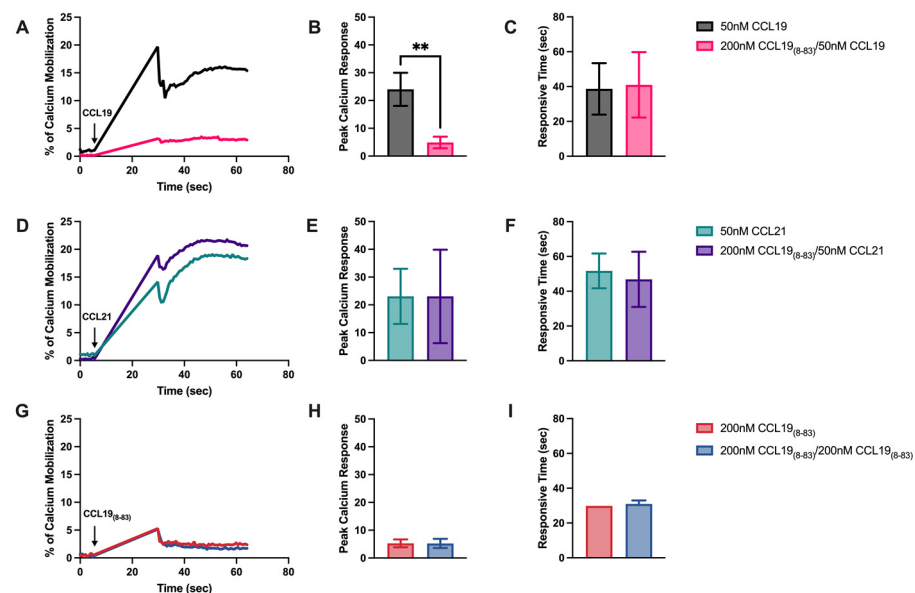 A
% of Calcium Mobilization
25
20
15
10
5
0
CCL19
0 20 40 60 80
Time (sec)
B
Peak Calcium Response
50
40
30
20
10
0
**
C
Responsive Time (sec)
80
60
40
20
0
50nM CCL19
200nM CCL19(8-83)/50nM CCL19
D
% of Calcium Mobilization
25
20
15
10
5
0
CCL21
0 20 40 60 80
Time (sec)
E
Peak Calcium Response
50
40
30
20
10
0
F
Responsive Time (sec)
80
60
40
20
0
50nM CCL21
200nM CCL19(8-83)/50nM CCL21
G
% of Calcium Mobilization
25
20
15
10
5
0
CCL19(8-83)
0 20 40 60 80
Time (sec)
H
Peak Calcium Response
50
40
30
20
10
0
I
Responsive Time (sec)
80
60
40
20
0
200nM CCL19(8-83)
200nM CCL19(8-83)/200nM CCL19(8-83)